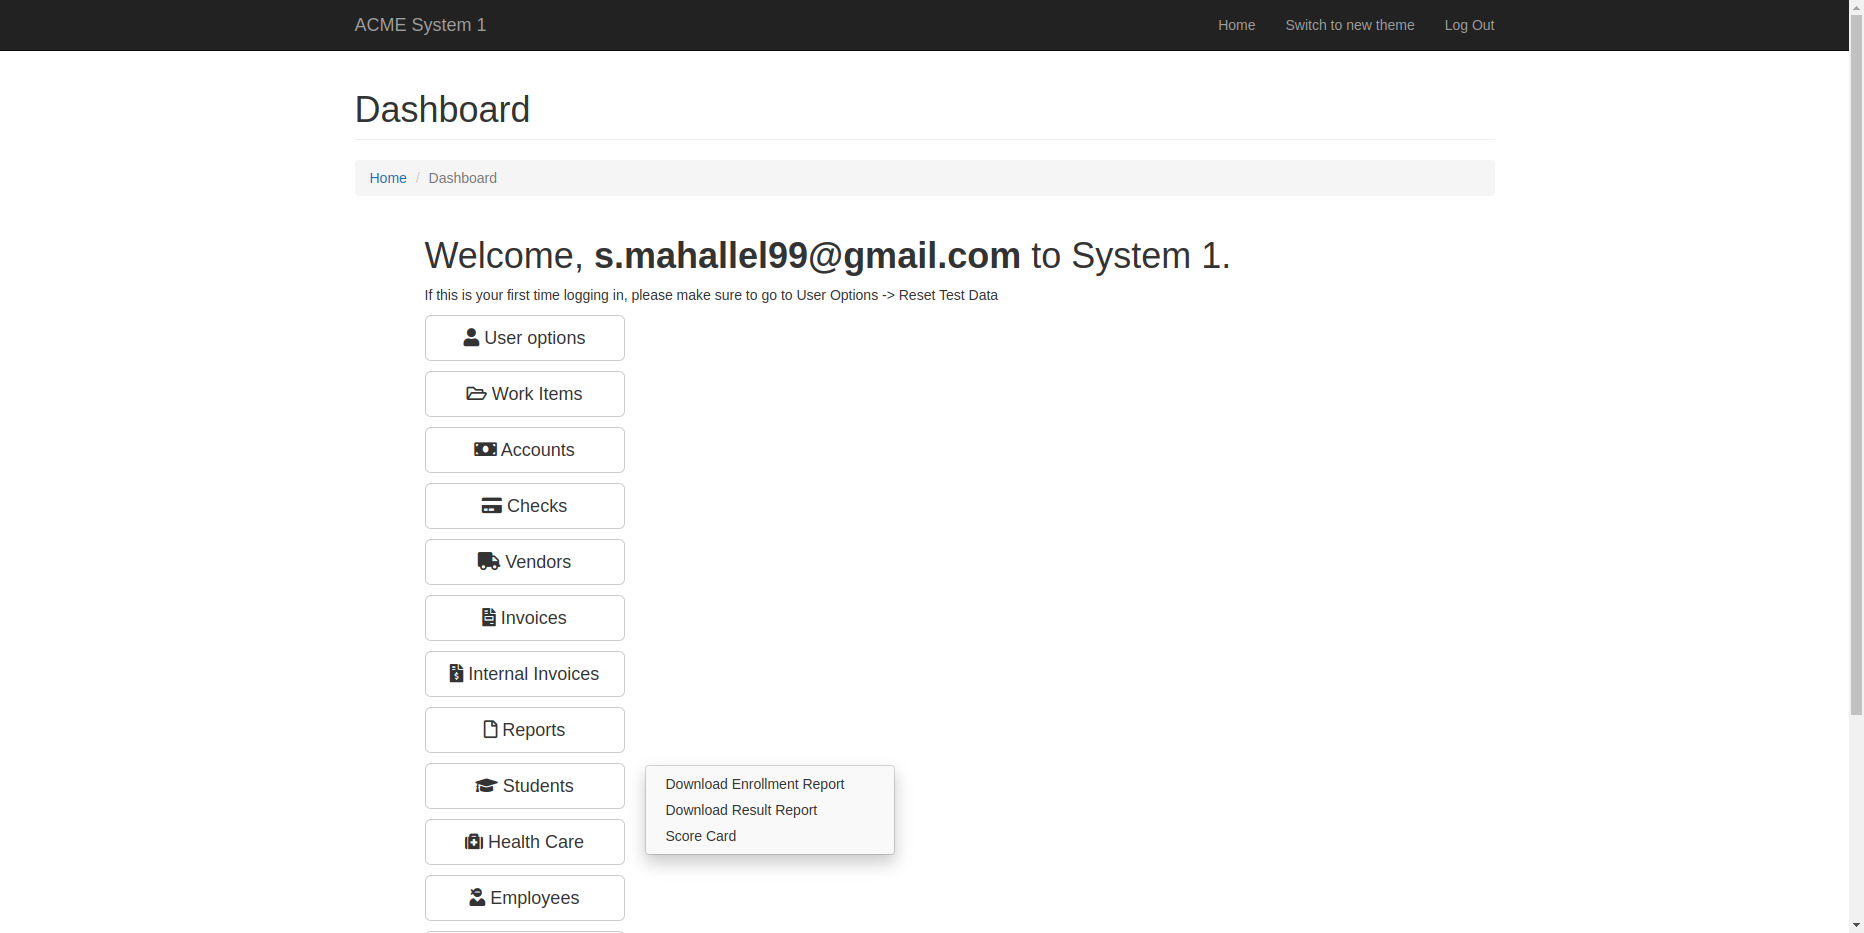 ACME System 1
Home
Switch to new theme
Log Out
Dashboard
Home / Dashboard
Welcome, s.mahallel99@gmail.com to System 1.
If this is your first time logging in, please make sure to go to User Options -> Reset Test Data
User options
Work Items
Accounts
Checks
Vendors
Invoices
Internal Invoices
Reports
Students
Download Enrollment Report
Download Result Report
Score Card
Health Care
Employees